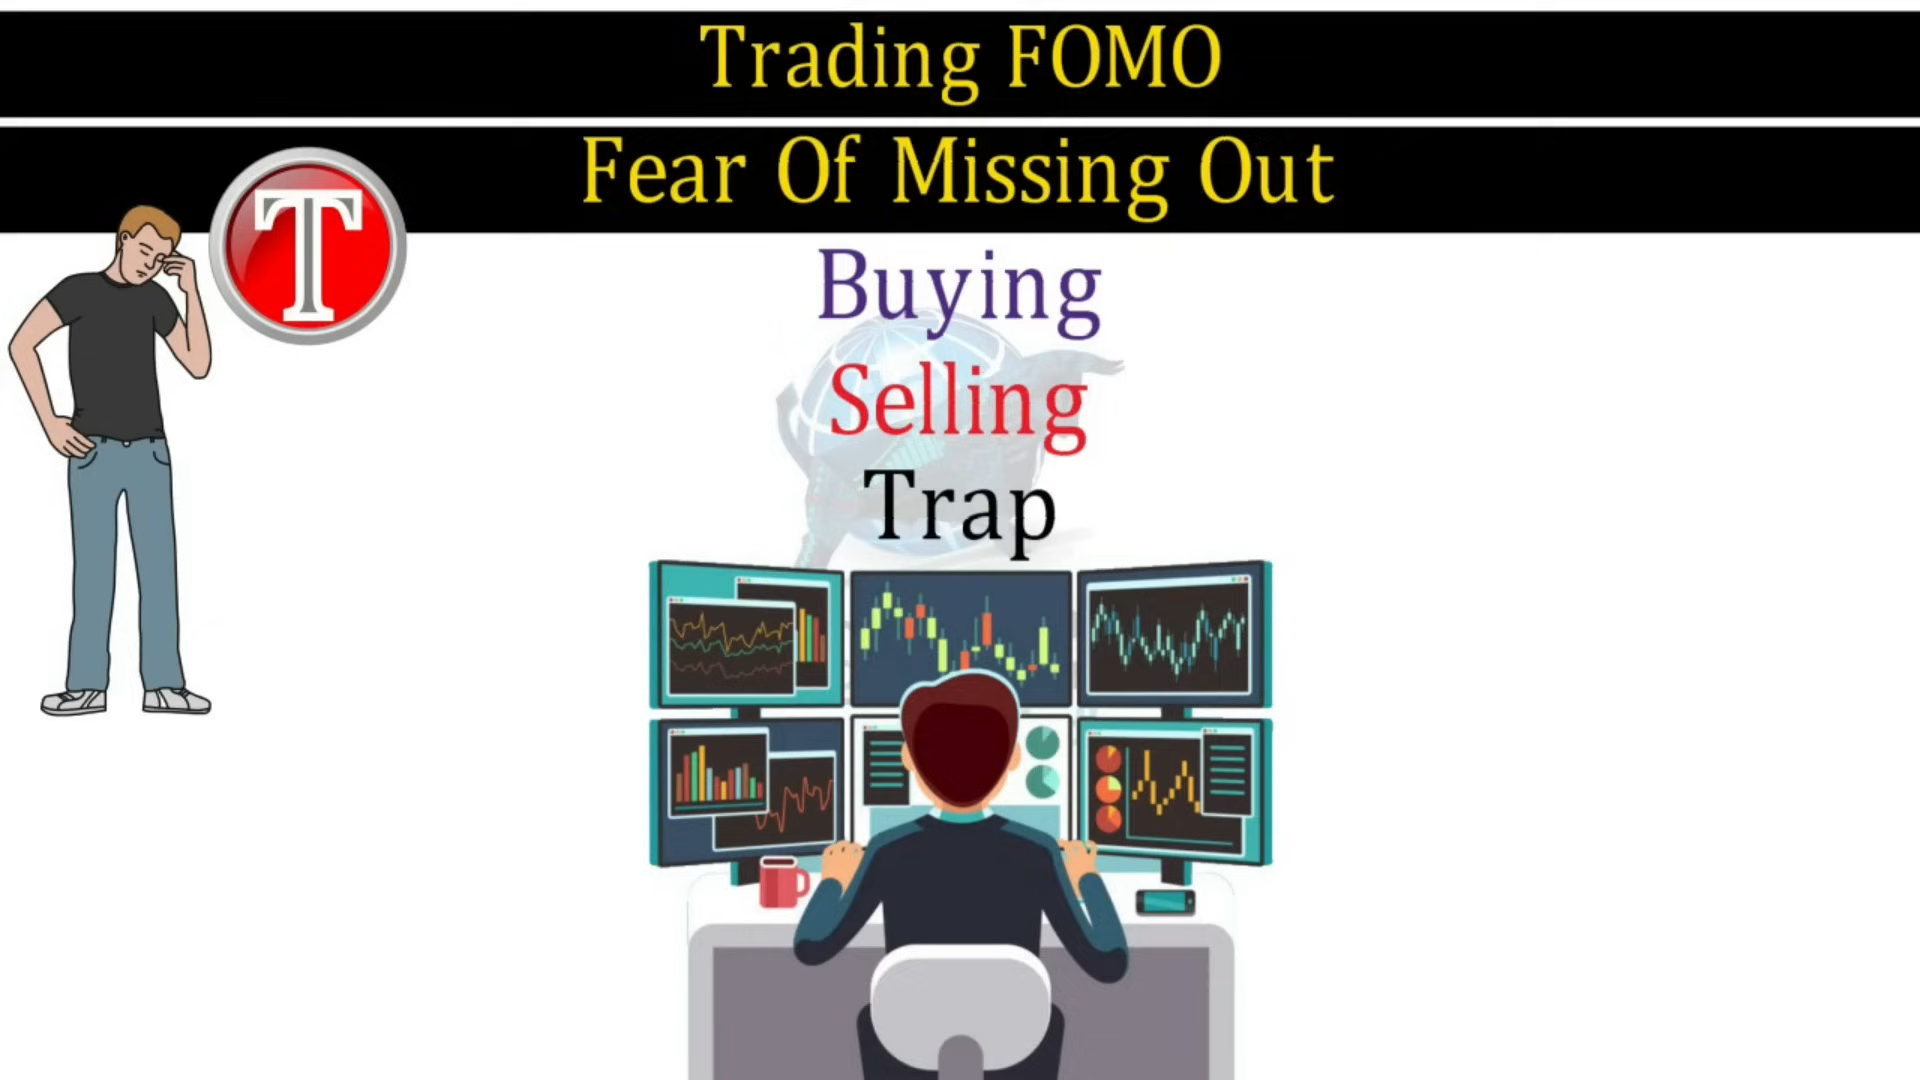 Trading FOMO
Fear Of Missing Out
T
Buying
Selling
Trap